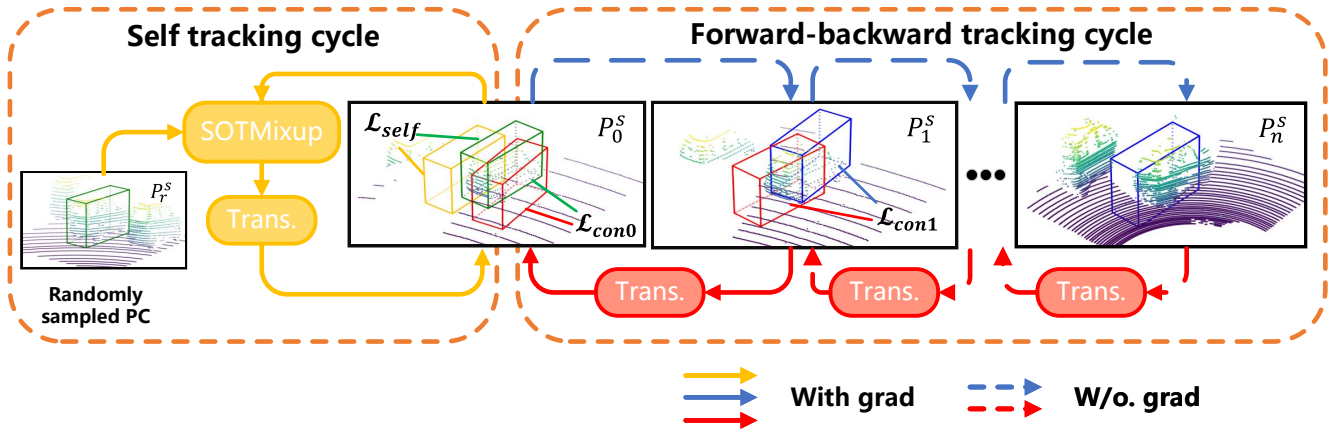 Self tracking cycle
Forward-backward tracking cycle
SOTMixup
Trans.
P_r^s
Randomly
sampled PC
ℒ_self
P_0^s
ℒ_con0
P_1^s
ℒ_con1
•••
P_n^s
Trans.
Trans.
Trans.
With grad
W/o. grad